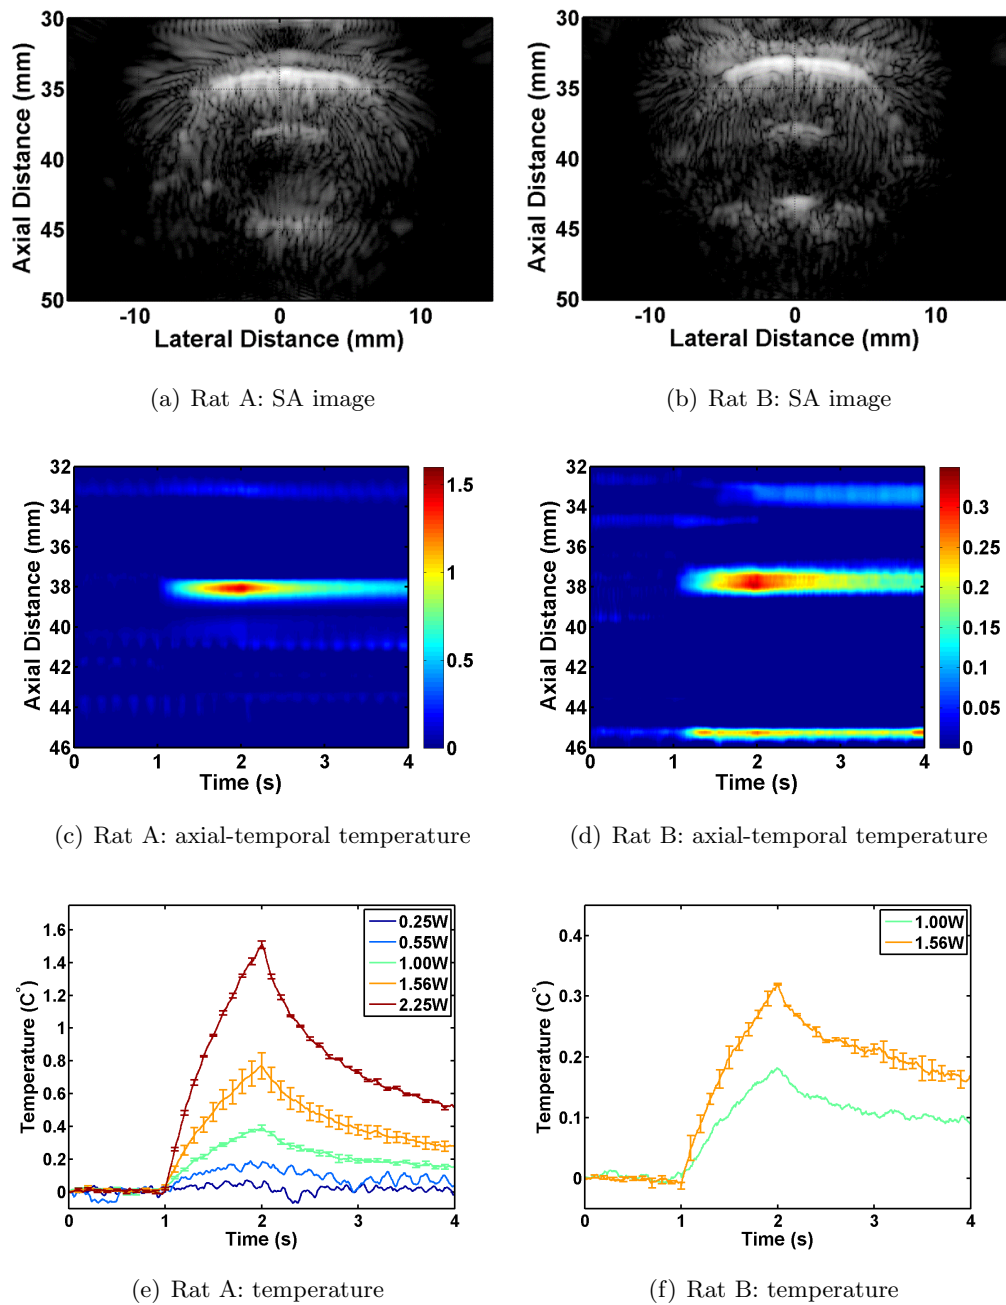 30
35
40
45
50
Axial Distance (mm)
-10 0 10
Lateral Distance (mm)
(a) Rat A: SA image
30
35
40
45
50
Axial Distance (mm)
-10 0 10
Lateral Distance (mm)
(b) Rat B: SA image
32
34
36
38
40
42
44
46
Axial Distance (mm)
0 1 2 3 4
Time (s)
1.5
1
0.5
0
(c) Rat A: axial-temporal temperature
32
34
36
38
40
42
44
46
Axial Distance (mm)
0 1 2 3 4
Time (s)
0.3
0.25
0.2
0.15
0.1
0.05
0
(d) Rat B: axial-temporal temperature
1.6
1.4
1.2
1
0.8
0.6
0.4
0.2
0
Temperature (C°)
0 1 2 3 4
Time (s)
0.25W
0.55W
1.00W
1.56W
2.25W
(e) Rat A: temperature
0.4
0.3
0.2
0.1
0
Temperature (C°)
0 1 2 3 4
Time (s)
1.00W
1.56W
(f) Rat B: temperature